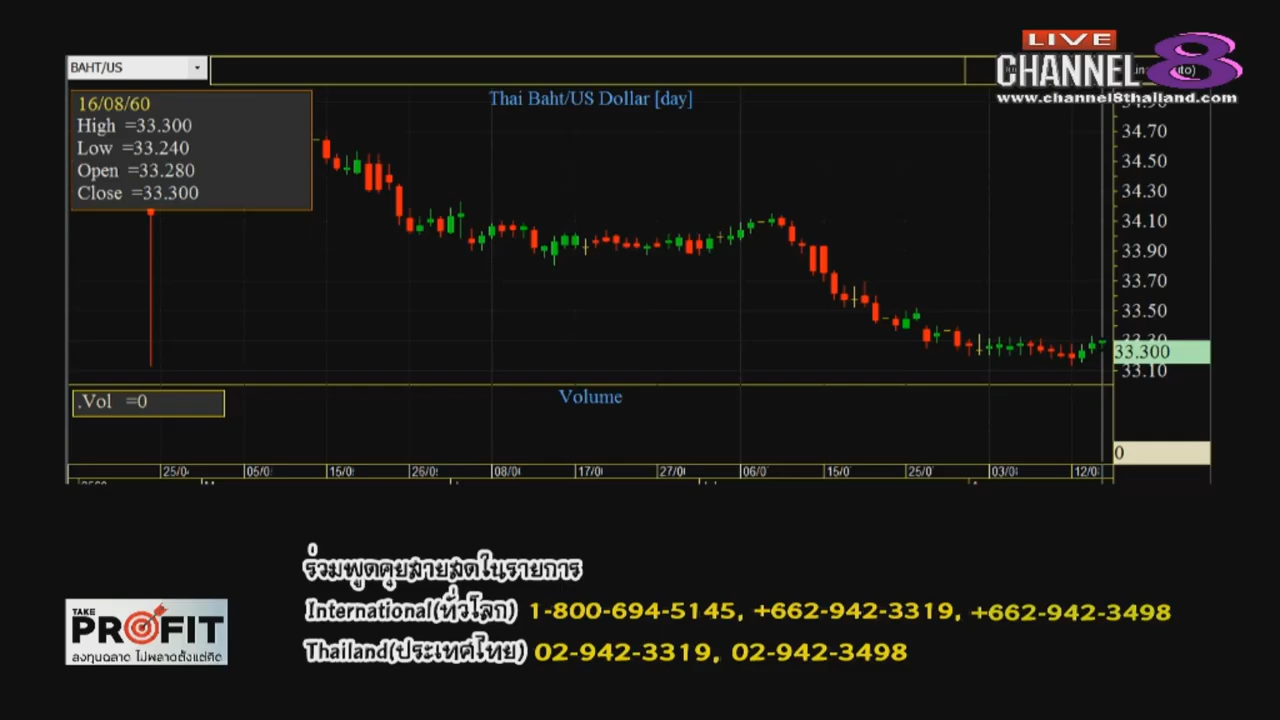 LIVE
CHANNEL 8
www.channel8thailand.com
BAHT/US
16/08/60
High =33.300
Low =33.240
Open =33.280
Close =33.300
Thai Baht/US Dollar [day]
34.70
34.50
34.30
34.10
33.90
33.70
33.50
33.30
33.300
33.10
.Vol =0
Volume
0
25/0
05/0
15/0
26/0
08/0
17/0
27/0
06/0
15/0
25/0
03/0
12/0
ร่วมพูดคุยสายสดในรายการ
International(ทั่วโลก) 1-800-694-5145, +662-942-3319, +662-942-3498
Thailand(ประเทศไทย) 02-942-3319, 02-942-3498
TAKE
PROFIT
ลงทุนฉลาด ไม่พลาดตั้งแต่คิด